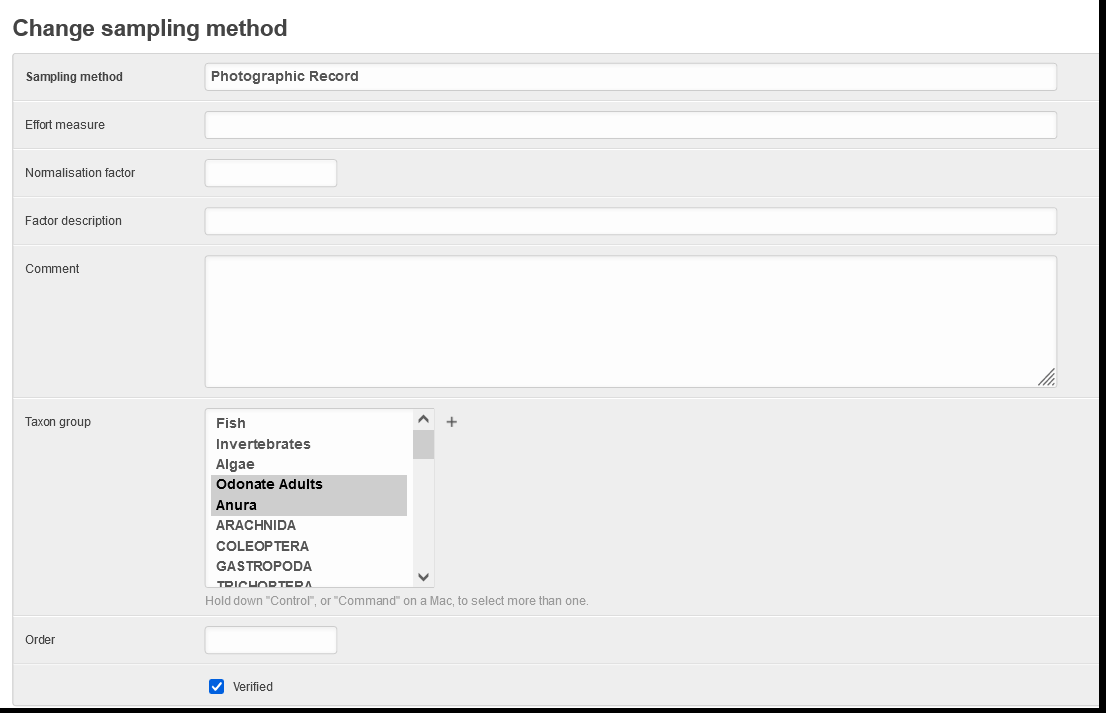 Change sampling method
Sampling method
Photographic Record
Effort measure
Normalisation factor
Factor description
Comment
Taxon group
Fish
Invertebrates
Algae
Odonate Adults
Anura
ARACHNIDA
COLEOPTERA
GASTROPODA
TRICHOPTERA
Hold down "Control", or "Command" on a Mac, to select more than one.
Order
Verified